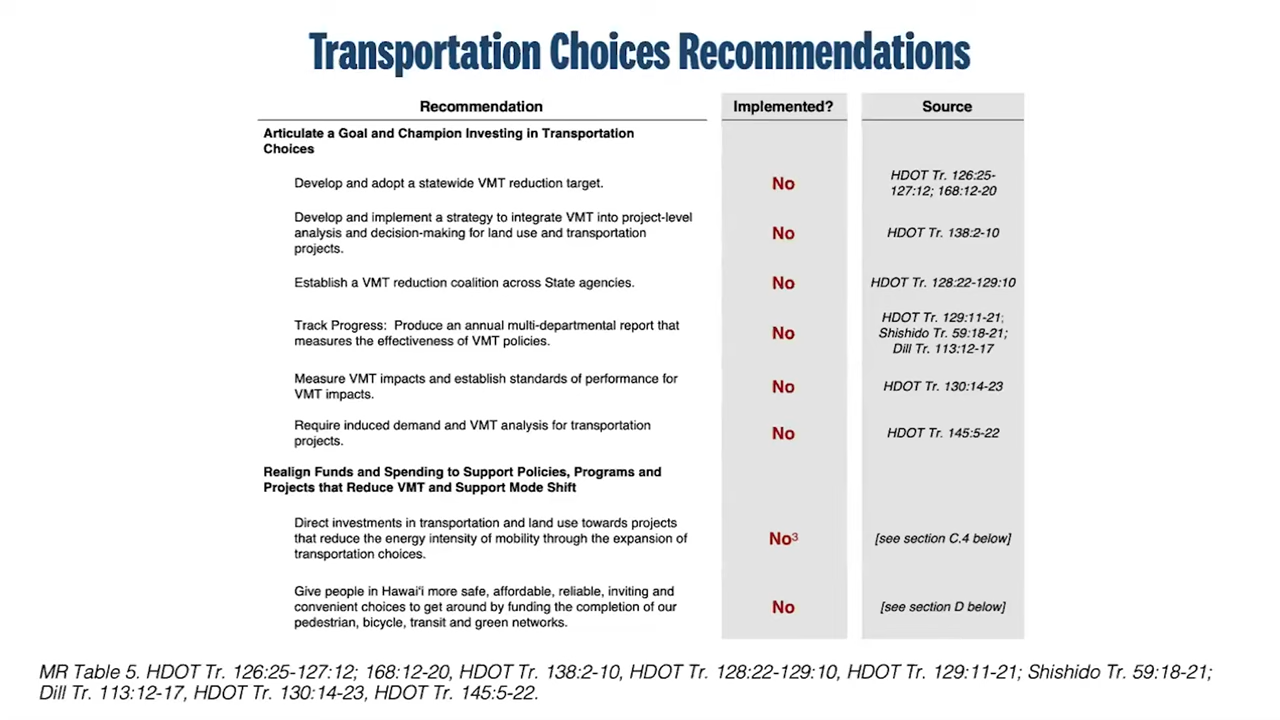 Transportation Choices Recommendations
Recommendation Implemented? Source
Articulate a Goal and Champion Investing in Transportation
Choices
Develop and adopt a statewide VMT reduction target.
No
HDOT Tr. 126:25-
127:12; 168:12-20
Develop and implement a strategy to integrate VMT into project-level
analysis and decision-making for land use and transportation
projects.
No
HDOT Tr. 138:2-10
Establish a VMT reduction coalition across State agencies.
No
HDOT Tr. 128:22-129:10
Track Progress: Produce an annual multi-departmental report that
measures the effectiveness of VMT policies.
No
HDOT Tr. 129:11-21;
Shishido Tr. 59:18-21;
Dill Tr. 113:12-17
Measure VMT impacts and establish standards of performance for
VMT impacts.
No
HDOT Tr. 130:14-23
Require induced demand and VMT analysis for transportation
projects.
No
HDOT Tr. 145:5-22
Realign Funds and Spending to Support Policies, Programs and
Projects that Reduce VMT and Support Mode Shift
Direct investments in transportation and land use towards projects
that reduce the energy intensity of mobility through the expansion of
transportation choices.
No³
[see section C.4 below]
Give people in Hawai‘i more safe, affordable, reliable, inviting and
convenient choices to get around by funding the completion of our
pedestrian, bicycle, transit and green networks.
No
[see section D below]
MR Table 5. HDOT Tr. 126:25-127:12; 168:12-20, HDOT Tr. 138:2-10, HDOT Tr. 128:22-129:10, HDOT Tr. 129:11-21; Shishido Tr. 59:18-21;
Dill Tr. 113:12-17, HDOT Tr. 130:14-23, HDOT Tr. 145:5-22.